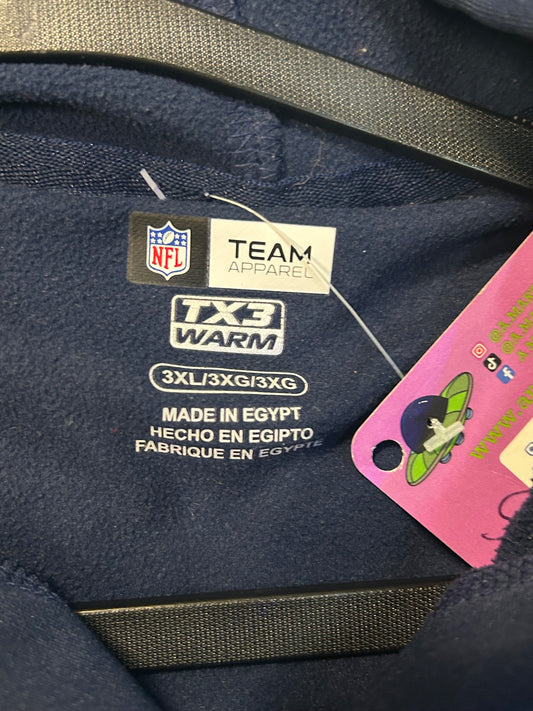 NFL
TEAM
APPAREL
TX3
WARM
3XL/3XG/3XG
MADE IN EGYPT
HECHO EN EGIPTO
FABRIQUE EN EGYPTE